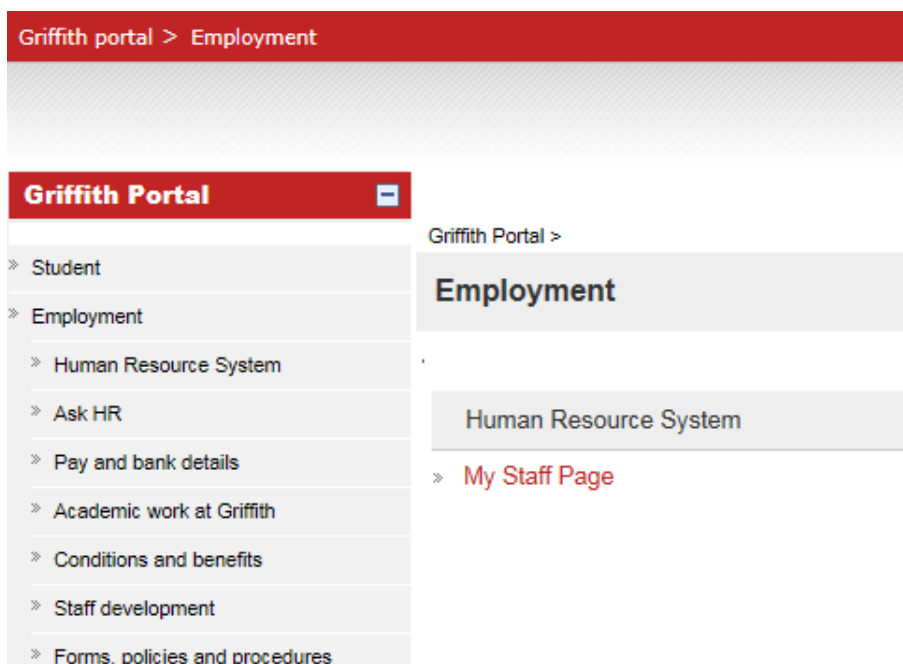 Griffith portal > Employment
Griffith Portal
Student
Employment
Human Resource System
Ask HR
Pay and bank details
Academic work at Griffith
Conditions and benefits
Staff development
Forms, policies and procedures
Griffith Portal >
Employment
Human Resource System
My Staff Page